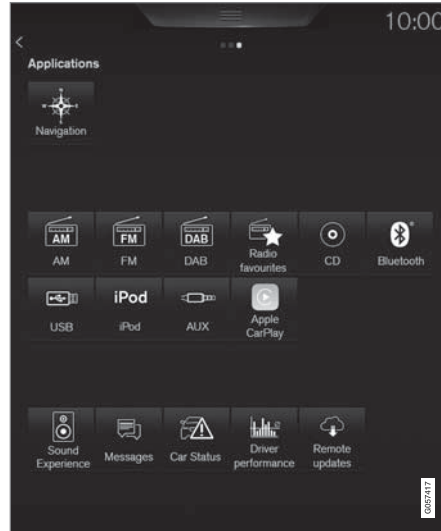 10:00
Applications
N
W E
S
Navigation
AM FM DAB
AM FM DAB Radio favourites CD Bluetooth
iPod
USB iPod AUX Apple CarPlay
Sound Experience Messages Car Status Driver performance Remote updates
G057417